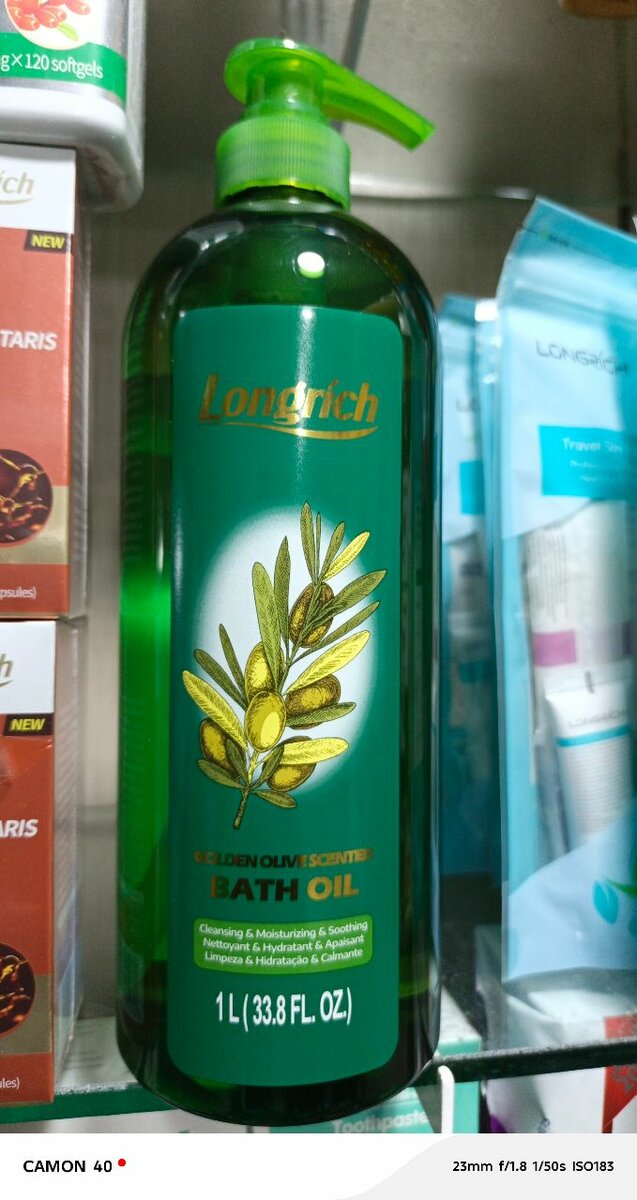 g×120 softgels
ich
NEW
TARIS
psules)
h
NEW
ARIS
ules)
Longrich
GOLDEN OLIVE SCENTED
BATH OIL
Cleansing & Moisturizing & Soothing
Nettoyant & Hydratant & Apaisant
Limpeza & Hidratação & Calmante
1 L ( 33.8 FL. OZ.)
LONGRICH
Travel
LONGRICH
Toothpaste
CAMON 40
23mm f/1.8 1/50s ISO183